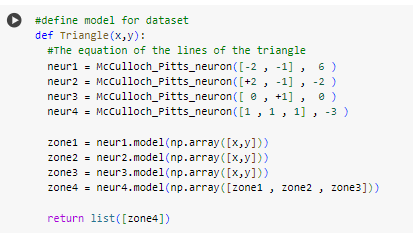 #define model for dataset
def Triangle(x,y):
#The equation of the lines of the triangle
neur1 = McCulloch_Pitts_neuron([-2 , -1] , 6 )
neur2 = McCulloch_Pitts_neuron([+2 , -1] , -2 )
neur3 = McCulloch_Pitts_neuron([ 0 , +1] , 0 )
neur4 = McCulloch_Pitts_neuron([1 , 1 , 1] , -3 )
zone1 = neur1.model(np.array([x,y]))
zone2 = neur2.model(np.array([x,y]))
zone3 = neur3.model(np.array([x,y]))
zone4 = neur4.model(np.array([zone1 , zone2 , zone3]))
return list([zone4])